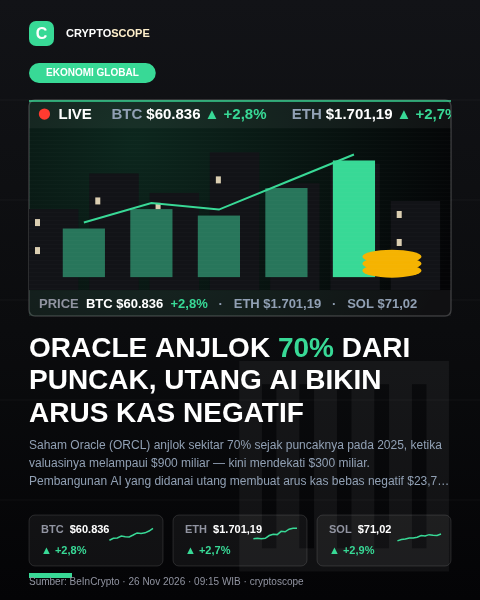 C CRYPTOSCOPE
EKONOMI GLOBAL
LIVE BTC $60.836 ▲ +2,8% ETH $1.701,19 ▲ +2,7%
PRICE BTC $60.836 +2,8% · ETH $1.701,19 · SOL $71,02
ORACLE ANJLOK 70% DARI
PUNCAK, UTANG AI BIKIN
ARUS KAS NEGATIF
Saham Oracle (ORCL) anjlok sekitar 70% sejak puncaknya pada 2025, ketika
valuasinya melampaui $900 miliar — kini mendekati $300 miliar.
Pembangunan AI yang didanai utang membuat arus kas bebas negatif $23,7…
BTC $60.836
▲ +2,8%
ETH $1.701,19
▲ +2,7%
SOL $71,02
▲ +2,9%
Sumber: BeInCrypto · 26 Nov 2026 · 09:15 WIB · cryptoscope